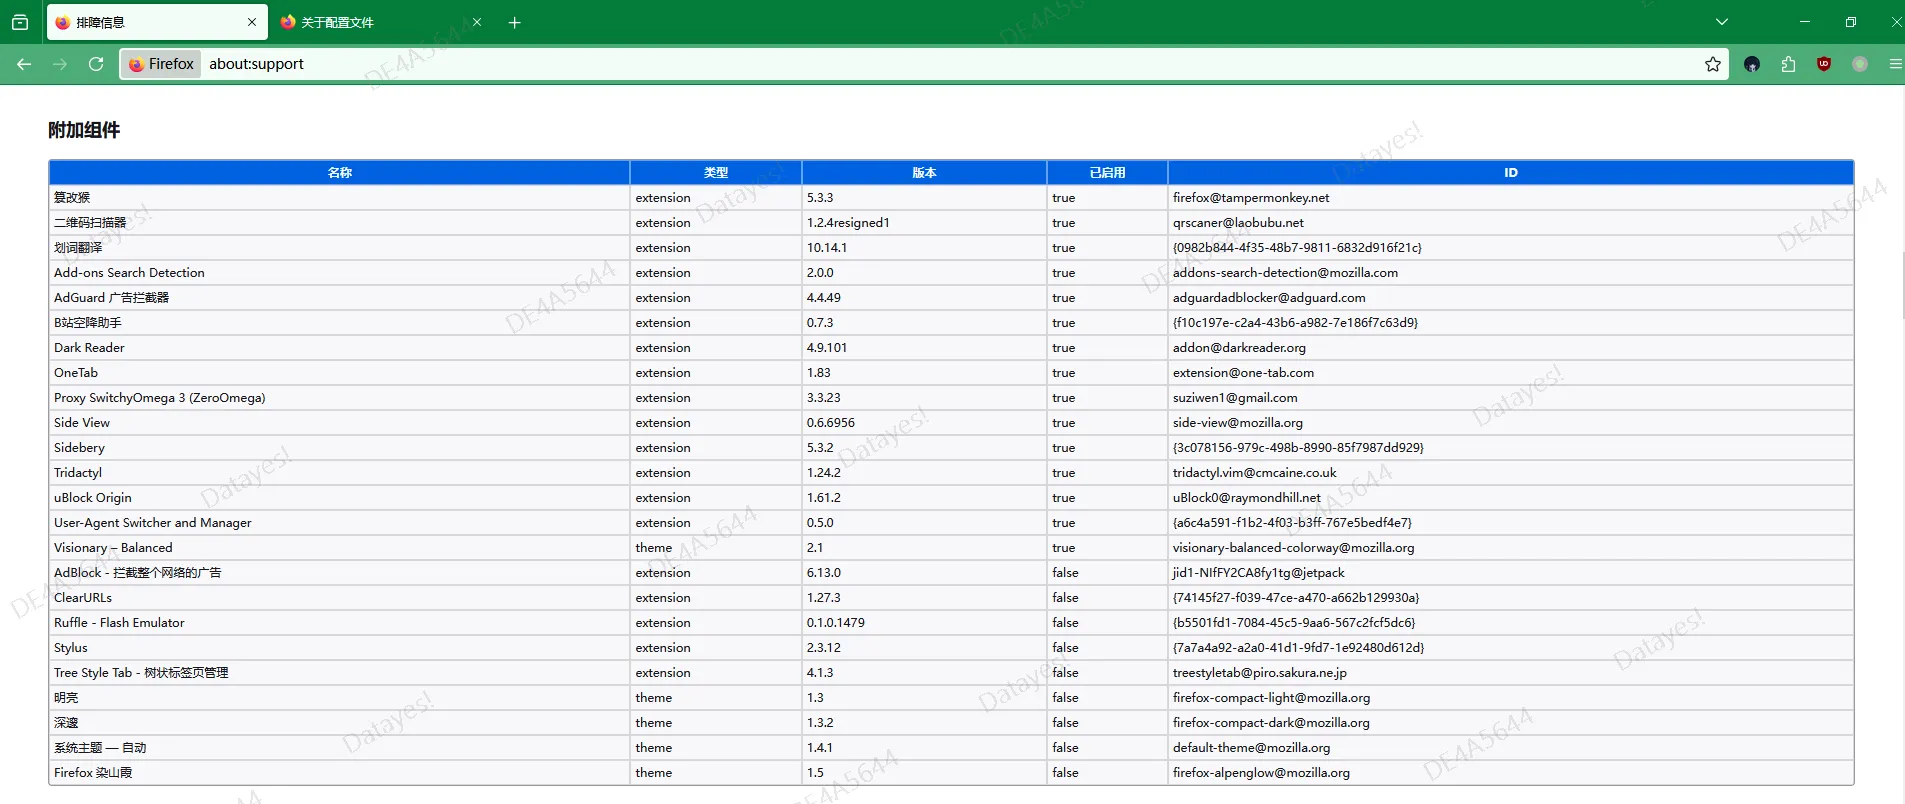 排障信息
关于配置文件
Firefox about:support
附加组件
名称 类型 版本 已启用 ID
篡改猴 extension 5.3.3 true firefox@tampermonkey.net
二维码扫描器 extension 1.2.4resigned1 true qrscaner@laobubu.net
划词翻译 extension 10.14.1 true {0982b844-4f35-48b7-9811-6832d916f21c}
Add-ons Search Detection extension 2.0.0 true addons-search-detection@mozilla.com
AdGuard 广告拦截器 extension 4.4.49 true adguardadblocker@adguard.com
B站空降助手 extension 0.7.3 true {f10c197e-c2a4-43b6-a982-7e186f7c63d9}
Dark Reader extension 4.9.101 true addon@darkreader.org
OneTab extension 1.83 true extension@one-tab.com
Proxy SwitchyOmega 3 (ZeroOmega) extension 3.3.23 true suziwen1@gmail.com
Side View extension 0.6.6956 true side-view@mozilla.org
Sidebery extension 5.3.2 true {3c078156-979c-498b-8990-85f7987dd929}
Tridactyl extension 1.24.2 true tridactyl.vim@cmcaine.co.uk
uBlock Origin extension 1.61.2 true uBlock0@raymondhill.net
User-Agent Switcher and Manager extension 0.5.0 true {a6c4a591-f1b2-4f03-b3ff-767e5bedf4e7}
Visionary – Balanced theme 2.1 true visionary-balanced-colorway@mozilla.org
AdBlock - 拦截整个网络的广告 extension 6.13.0 false jid1-NIfFY2CA8fy1tg@jetpack
ClearURLs extension 1.27.3 false {74145f27-f039-47ce-a470-a662b129930a}
Ruffle - Flash Emulator extension 0.1.0.1479 false {b5501fd1-7084-45c5-9aa6-567c2fcf5dc6}
Stylus extension 2.3.12 false {7a7a4a92-a2a0-41d1-9fd7-1e92480d612d}
Tree Style Tab - 树状标签页管理 extension 4.1.3 false treestyletab@piro.sakura.ne.jp
明亮 theme 1.3 false firefox-compact-light@mozilla.org
深邃 theme 1.3.2 false firefox-compact-dark@mozilla.org
系统主题 — 自动 theme 1.4.1 false default-theme@mozilla.org
Firefox 染山霞 theme 1.5 false firefox-alpenglow@mozilla.org
Datayes!
DE4A5644